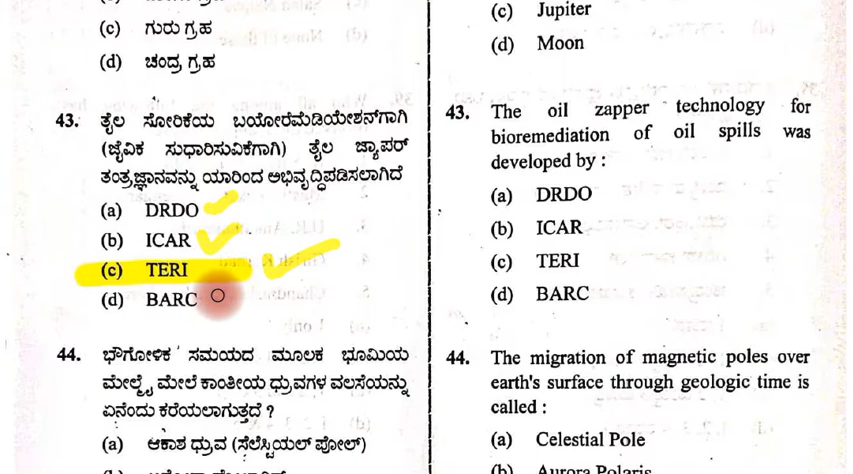 (c) ಗುರು ಗ್ರಹ
(d) ಚಂದ್ರ ಗ್ರಹ
43. ತೈಲ ಸೋರಿಕೆಯ ಬಯೋರೆಮೆಡಿಯೇಶನ್‌ಗಾಗಿ
(ಜೈವಿಕ ಸುಧಾರಿಸುವಿಕೆಗಾಗಿ) ತೈಲ ಜ್ಯಾಪರ್
ತಂತ್ರಜ್ಞಾನವನ್ನು ಯಾರಿಂದ ಅಭಿವೃದ್ಧಿಪಡಿಸಲಾಗಿದೆ
(a) DRDO
(b) ICAR
(c) TERI
(d) BARC
44. ಭೌಗೋಳಿಕ ಸಮಯದ ಮೂಲಕ ಭೂಮಿಯ
ಮೇಲ್ಮೈ ಮೇಲೆ ಕಾಂತೀಯ ಧ್ರುವಗಳ ವಲಸೆಯನ್ನು
ಏನೆಂದು ಕರೆಯಲಾಗುತ್ತದೆ ?
(a) ಆಕಾಶ ಧ್ರುವ (ಸೆಲೆಸ್ಟಿಯಲ್ ಪೋಲ್)
(c) Jupiter
(d) Moon
43. The oil zapper technology for
bioremediation of oil spills was
developed by :
(a) DRDO
(b) ICAR
(c) TERI
(d) BARC
44. The migration of magnetic poles over
earth's surface through geologic time is
called :
(a) Celestial Pole
(b) Aurora Polaris